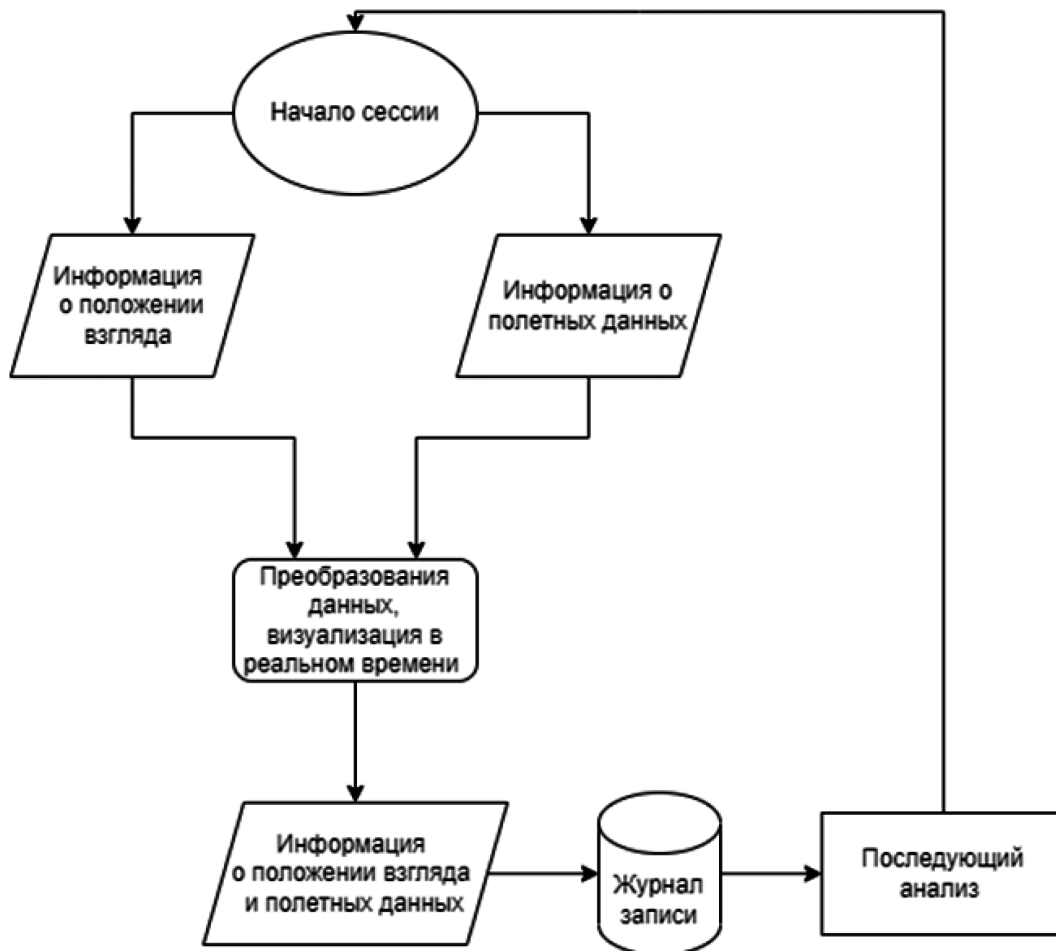 Начало сессии
Информация
о положении
взгляда
Информация о
полетных данных
Преобразования
данных,
визуализация в
реальном времени
Информация
о положении взгляда
и полетных данных
Журнал
записи
Последующий
анализ